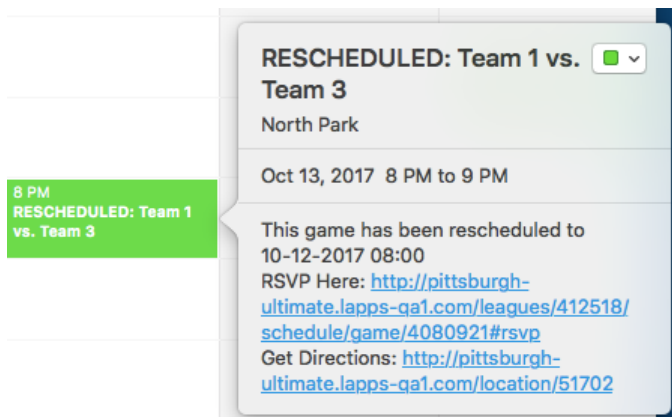 8 PM
RESCHEDULED: Team 1
vs. Team 3
RESCHEDULED: Team 1 vs.
Team 3
North Park
Oct 13, 2017  8 PM to 9 PM
This game has been rescheduled to
10-12-2017 08:00
RSVP Here: http://pittsburgh-
ultimate.lapps-qa1.com/leagues/412518/
schedule/game/4080921#rsvp
Get Directions: http://pittsburgh-
ultimate.lapps-qa1.com/location/51702